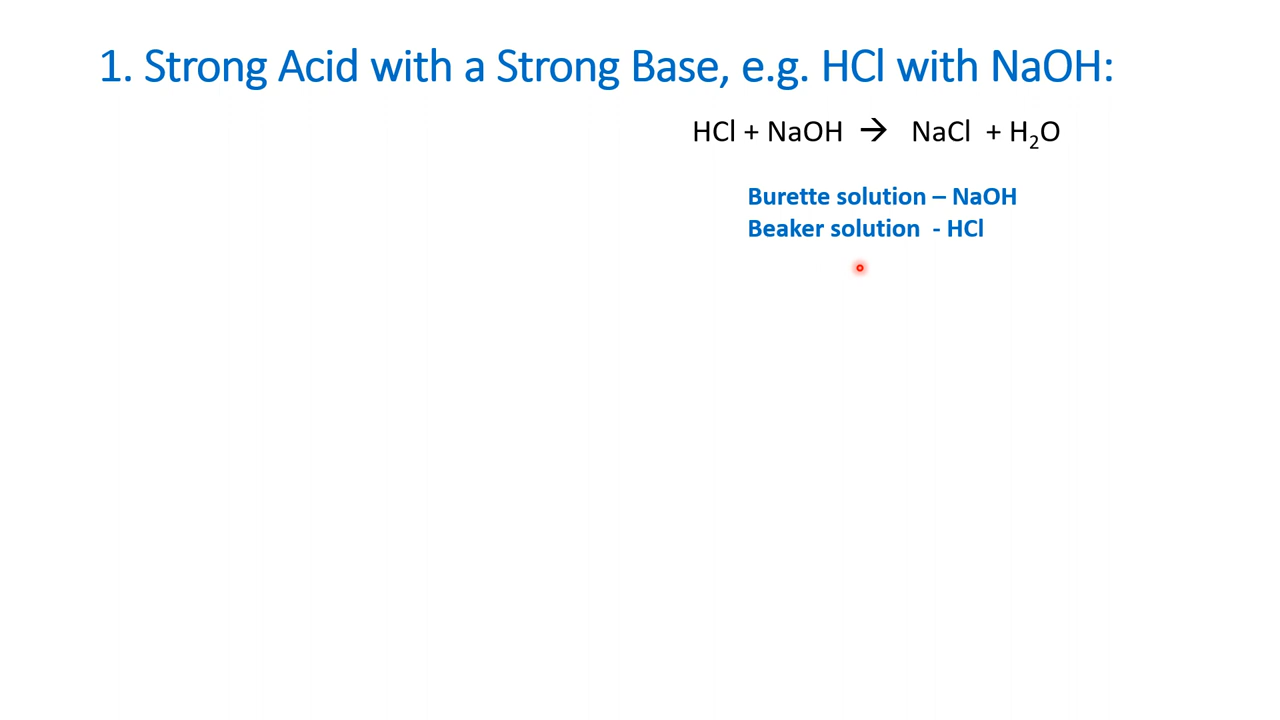 1. Strong Acid with a Strong Base, e.g. HCl with NaOH:
HCl + NaOH → NaCl + H₂O
Burette solution – NaOH
Beaker solution - HCl